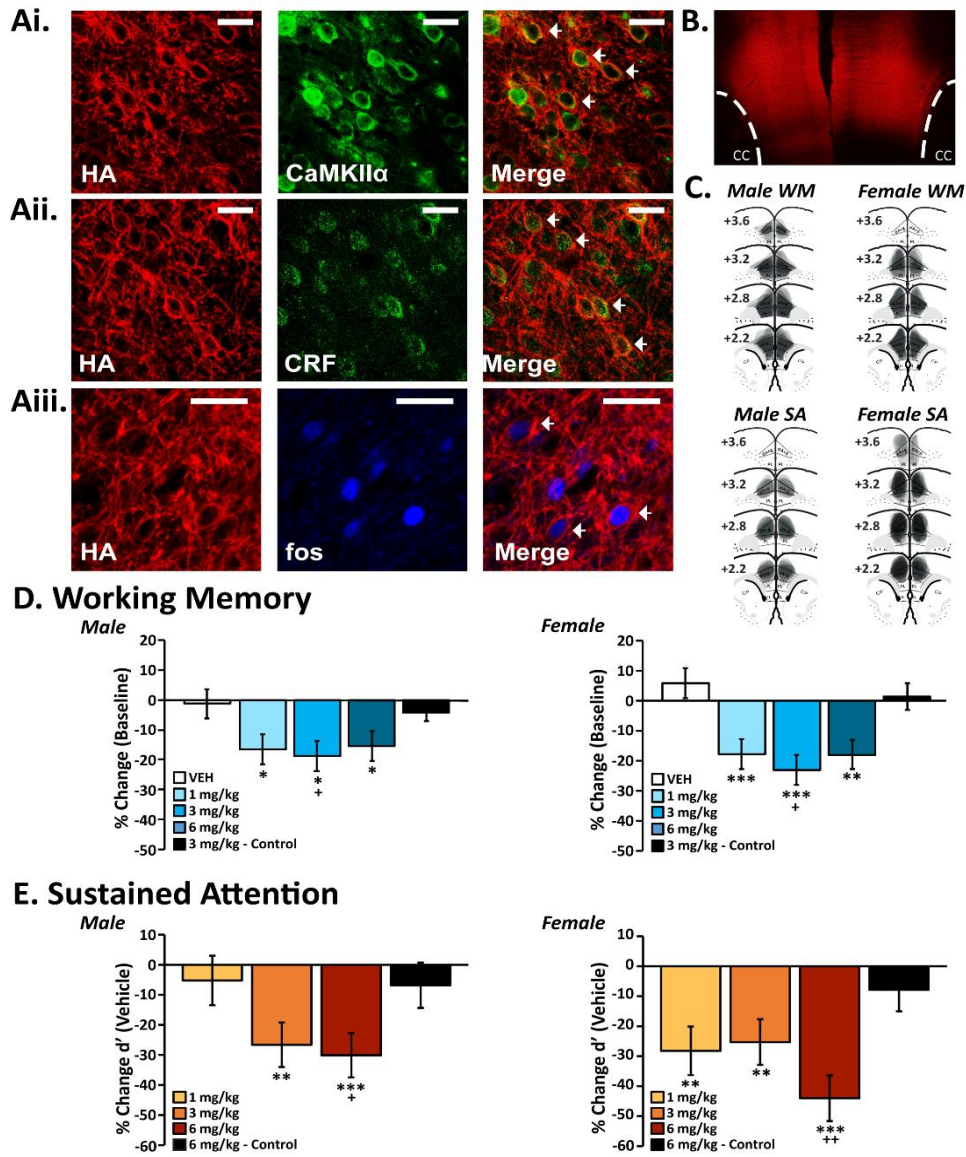 Ai.
HA
CaMKIIα
Merge
Aii.
HA
CRF
Merge
Aiii.
HA
fos
Merge
B.
CC
CC
C.
Male WM
Female WM
+3.6
+3.6
+3.2
+3.2
+2.8
+2.8
+2.2
+2.2
Male SA
Female SA
+3.6
+3.6
+3.2
+3.2
+2.8
+2.8
+2.2
+2.2
D. Working Memory
Male
% Change (Baseline)
20
10
0
-10
-20
-30
-40
-50
*
*
+
*
VEH
1 mg/kg
3 mg/kg
6 mg/kg
3 mg/kg - Control
Female
% Change (Baseline)
20
10
0
-10
-20
-30
-40
-50
***
***
+
**
VEH
1 mg/kg
3 mg/kg
6 mg/kg
3 mg/kg - Control
E. Sustained Attention
Male
% Change d' (Vehicle)
10
0
-10
-20
-30
-40
-50
-60
**
***
+
1 mg/kg
3 mg/kg
6 mg/kg
6 mg/kg - Control
Female
% Change d' (Vehicle)
10
0
-10
-20
-30
-40
-50
-60
**
**
***
++
1 mg/kg
3 mg/kg
6 mg/kg
6 mg/kg - Control